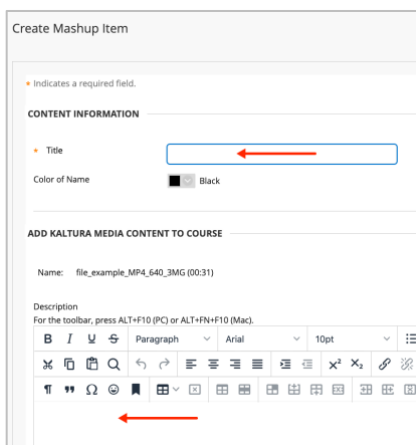 Create Mashup Item
* Indicates a required field.
CONTENT INFORMATION
* Title
Color of Name
Black
ADD KALTURA MEDIA CONTENT TO COURSE
Name: file_example_MP4_640_3MG (00:31)
Description
For the toolbar, press ALT+F10 (PC) or ALT+FN+F10 (Mac).
B I U S Paragraph Arial 10pt
x² x₂
¶ ❞ Ω